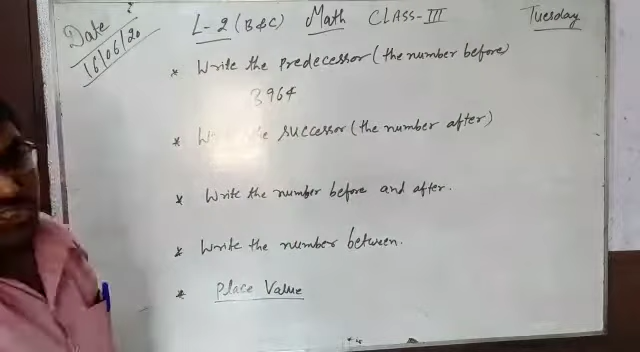 Date :
16/06/20
L-2 (B&C) Math CLASS-III Tuesday
* Write the predecessor (the number before)
3964
* successor (the number after)
* Write the number before and after.
* Write the number between.
* Place Value